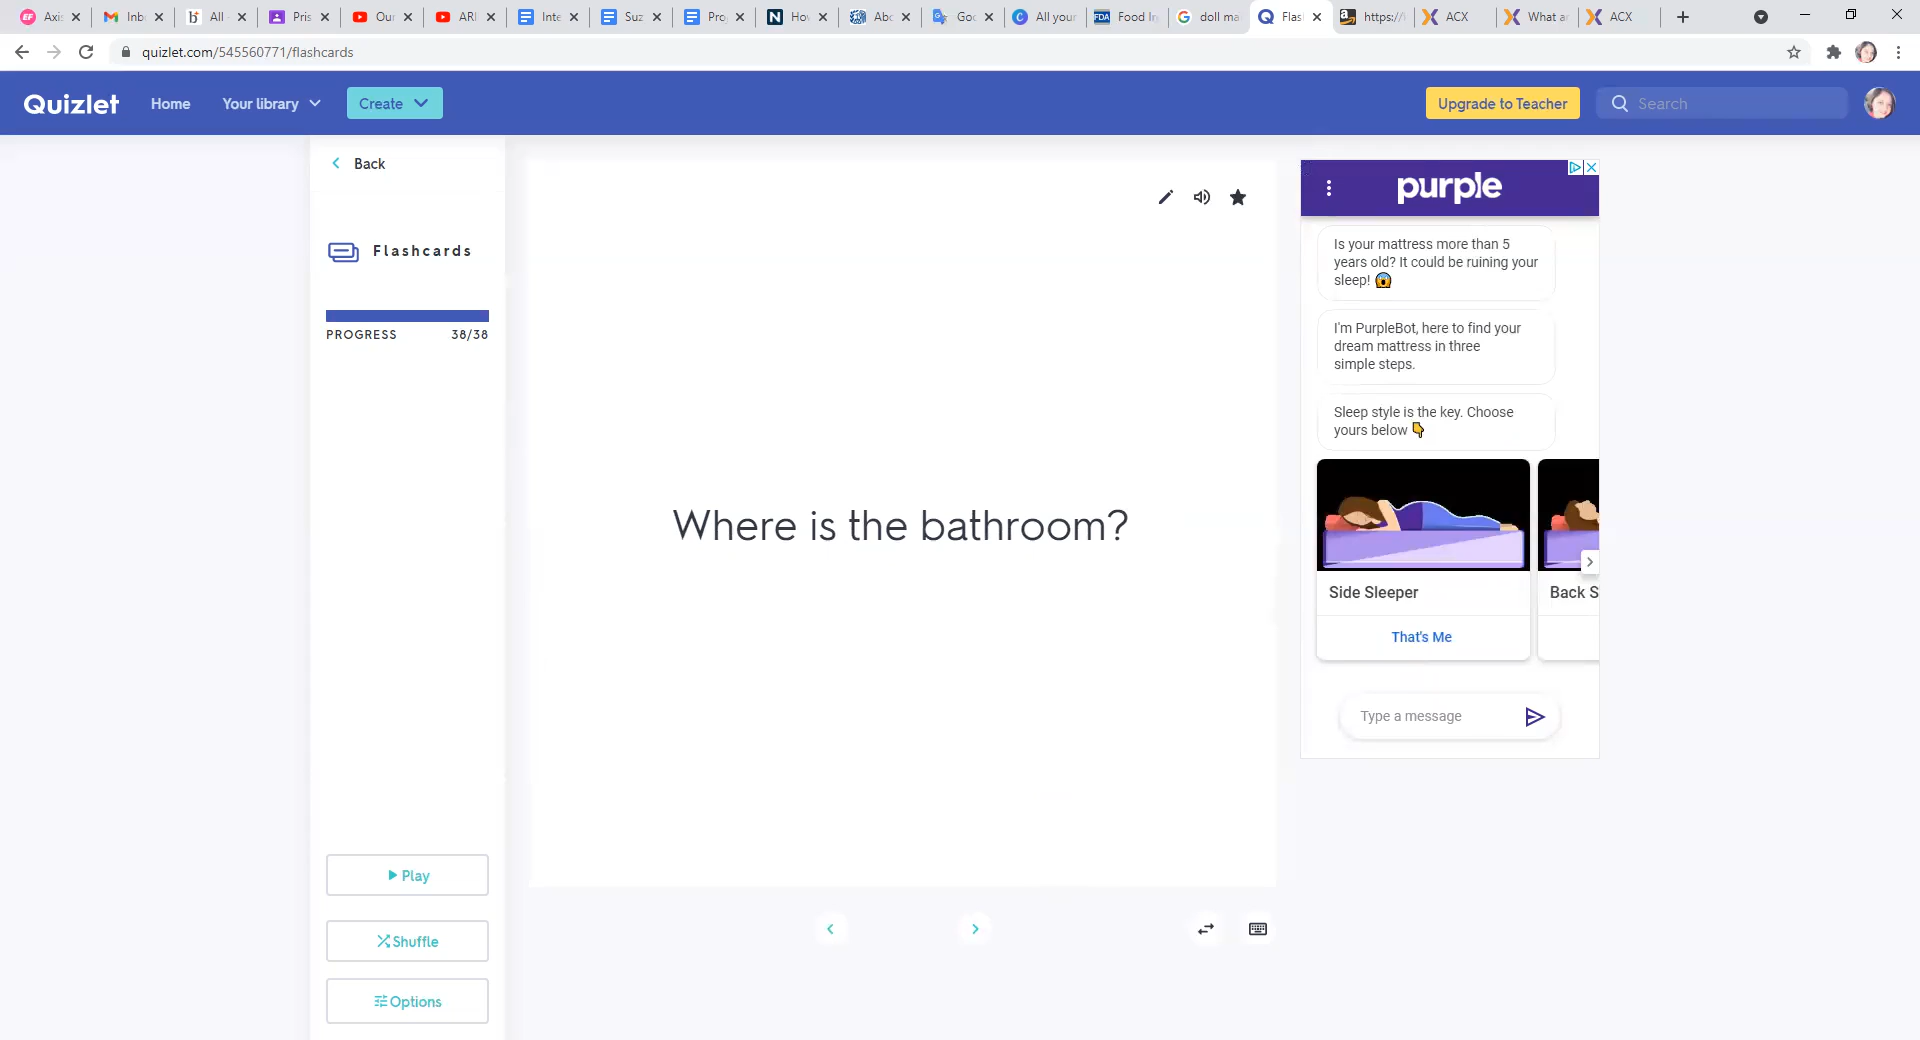 Axis
Inb
All
Pris
Our
ARI
Inte
Suz
Pro
Hov
Abc
Goc
All your
Food In
doll ma
Flas
https://
ACX
What ar
ACX
quizlet.com/545560771/flashcards
Quizlet
Home
Your library
Create
Upgrade to Teacher
Search
Back
Flashcards
PROGRESS 38/38
Play
Shuffle
Options
Where is the bathroom?
purple
Is your mattress more than 5
years old? It could be ruining your
sleep! 😱
I'm PurpleBot, here to find your
dream mattress in three
simple steps.
Sleep style is the key. Choose
yours below 👇
Side Sleeper
That's Me
Back S
Type a message